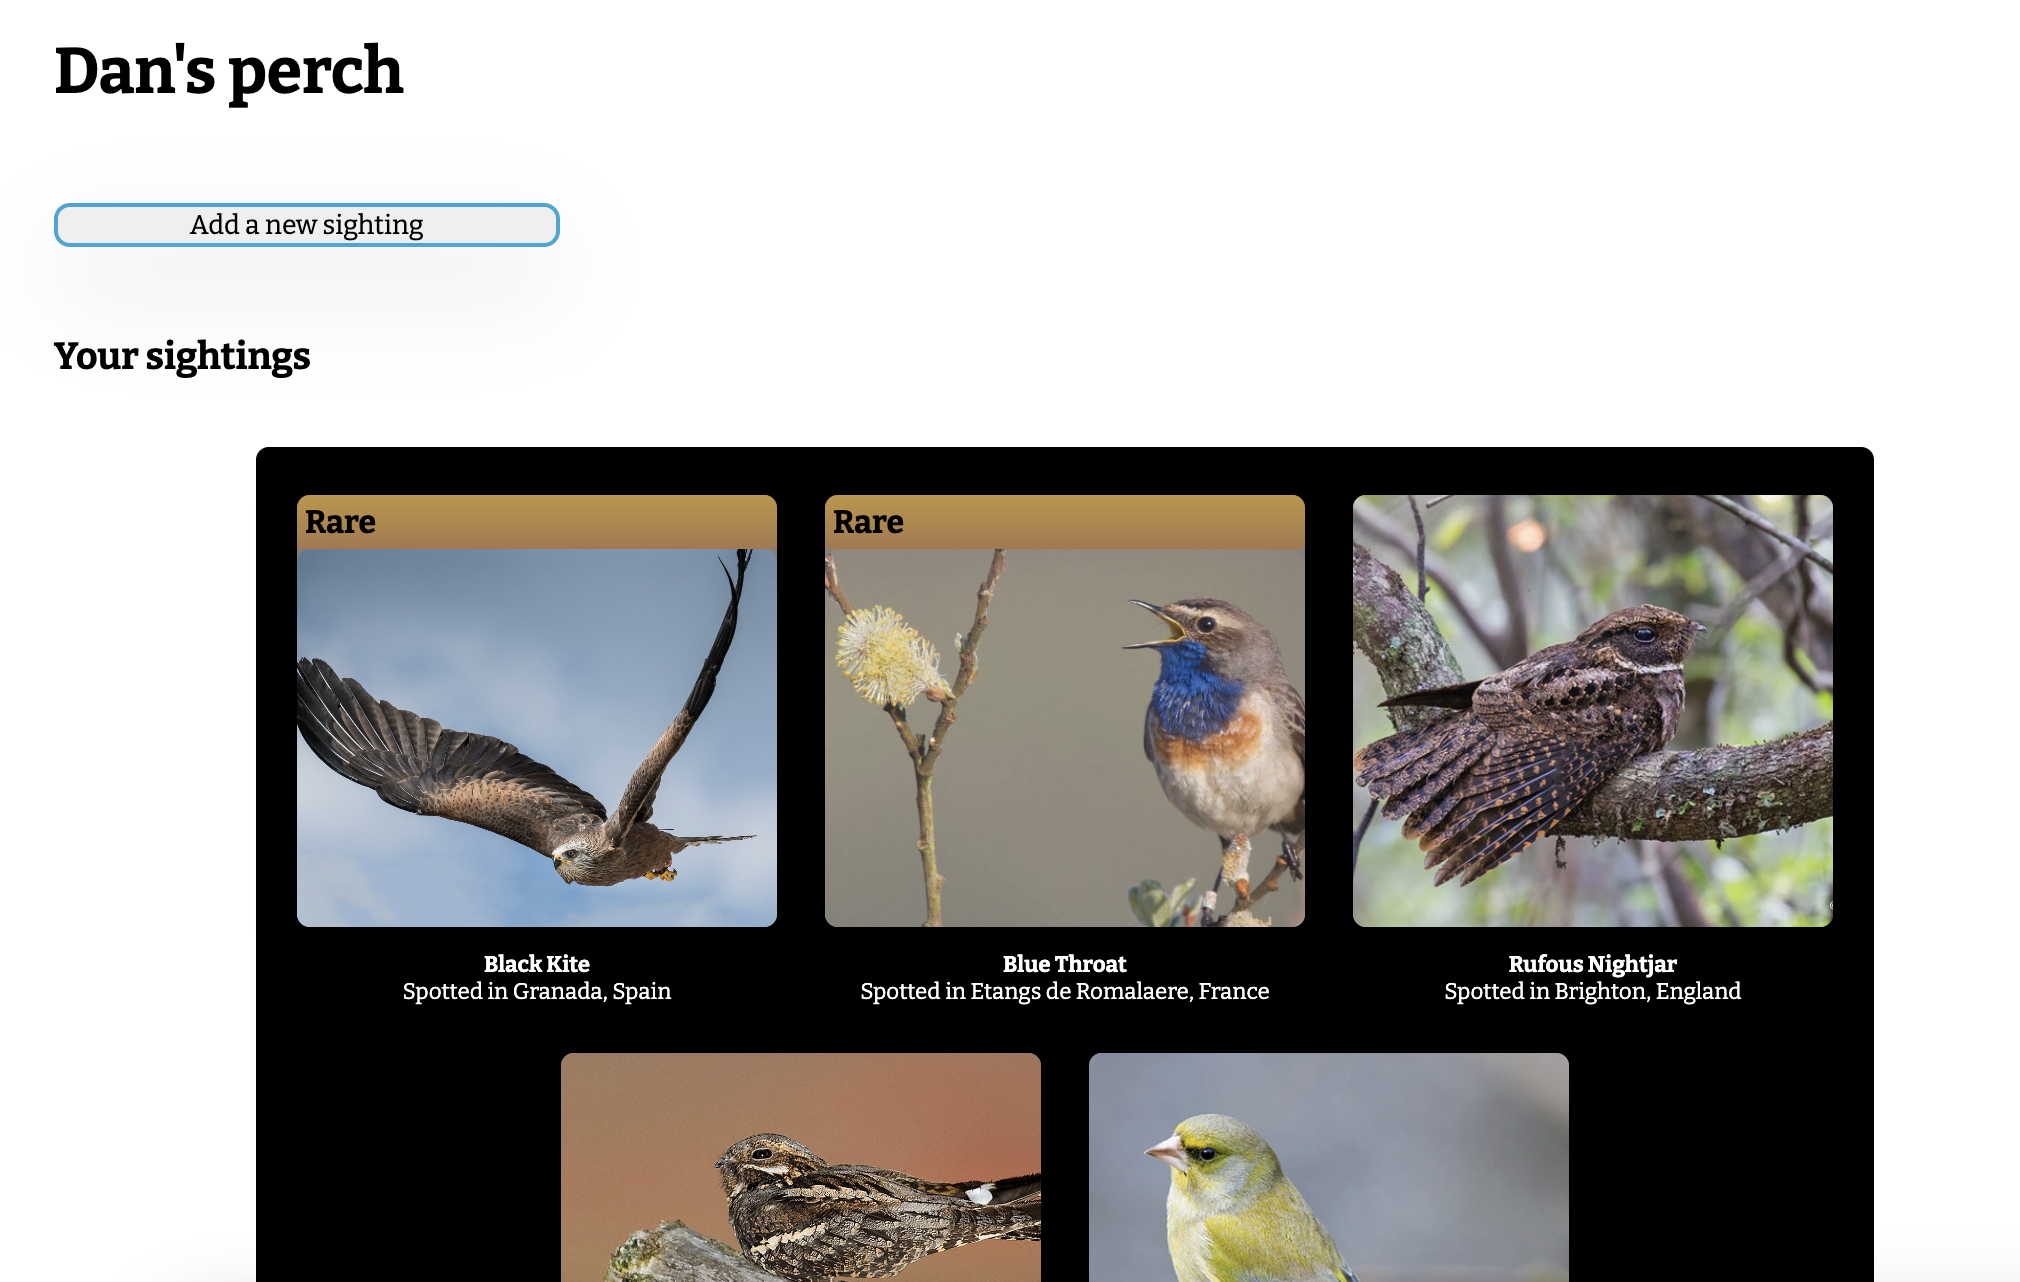 Dan's perch
Add a new sighting
Your sightings
Rare
Rare
Black Kite
Spotted in Granada, Spain
Blue Throat
Spotted in Etangs de Romalaere, France
Rufous Nightjar
Spotted in Brighton, England